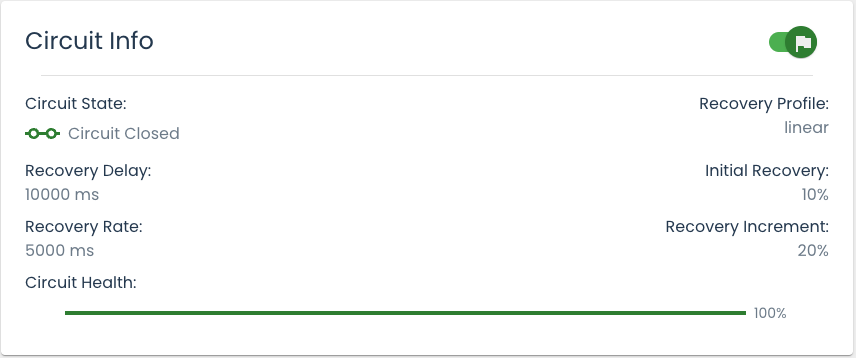 Circuit Info
Circuit State:
Circuit Closed
Recovery Profile:
linear
Recovery Delay:
10000 ms
Initial Recovery:
10%
Recovery Rate:
5000 ms
Recovery Increment:
20%
Circuit Health:
100%